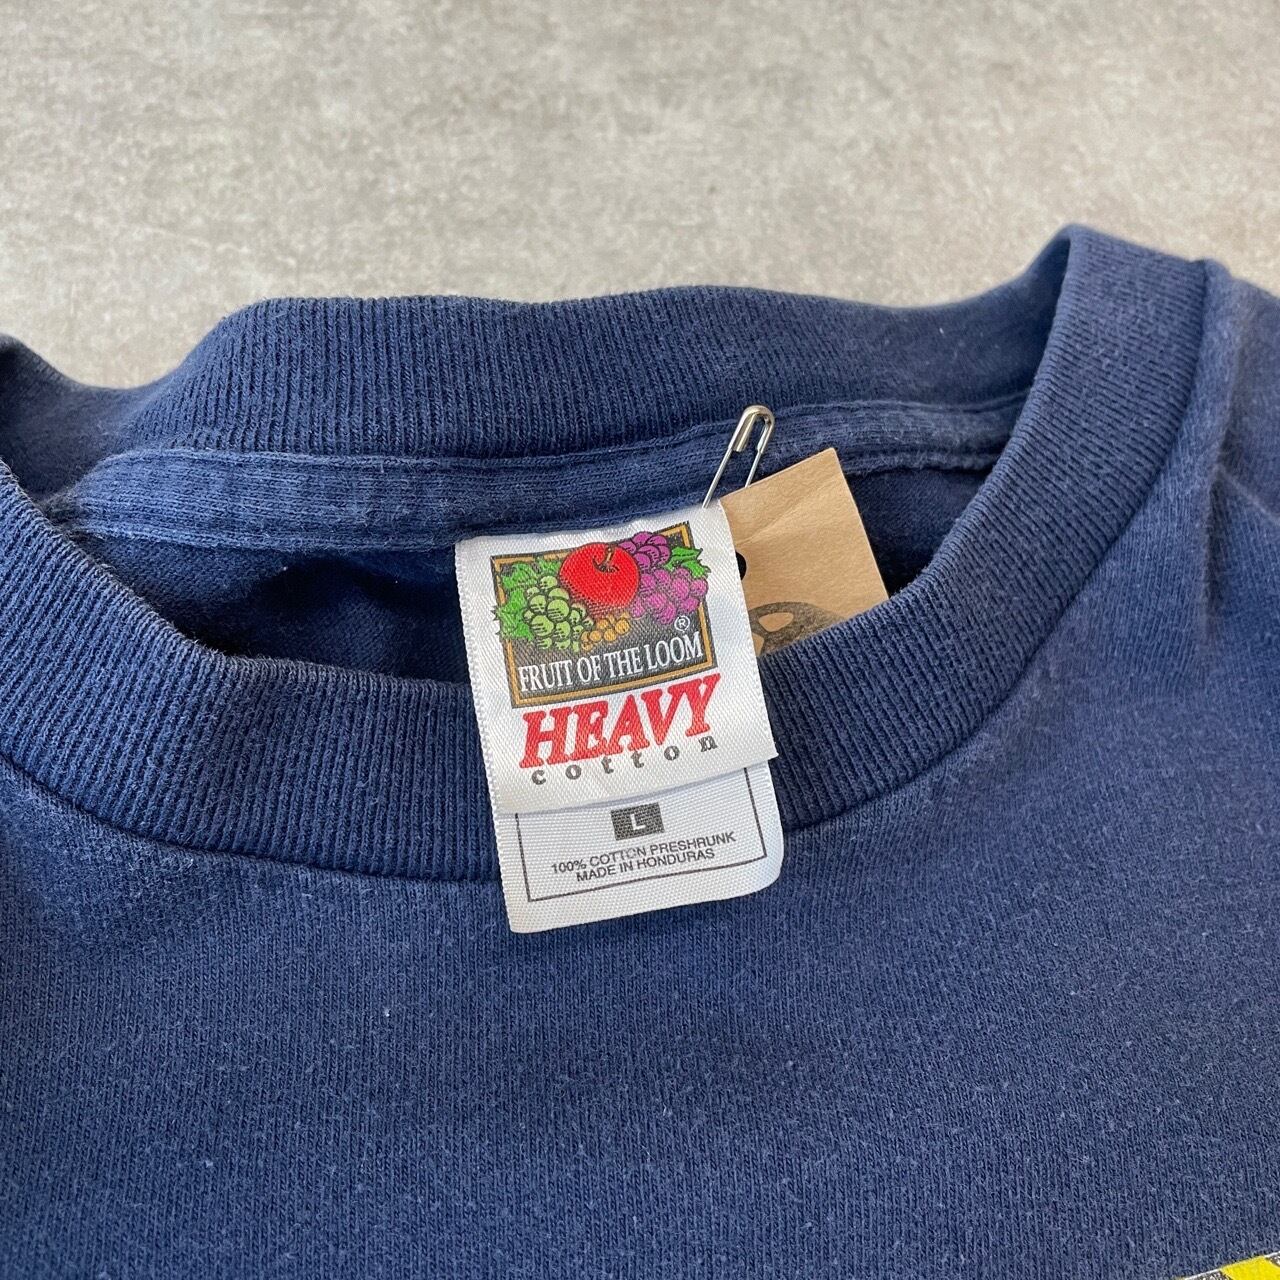 ®
FRUIT OF THE LOOM
HEAVY
cotton
L
100% COTTON PRESHRUNK
MADE IN HONDURAS